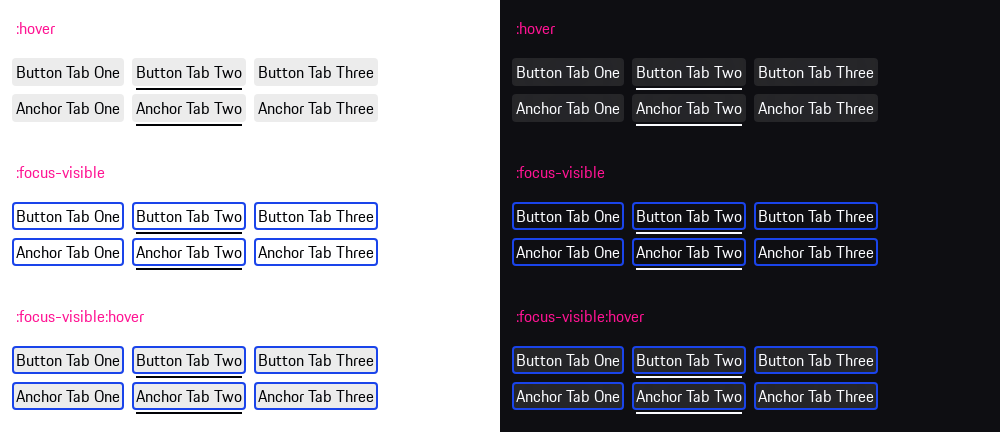 :hover
Button Tab One Button Tab Two Button Tab Three
Anchor Tab One Anchor Tab Two Anchor Tab Three
:focus-visible
Button Tab One Button Tab Two Button Tab Three
Anchor Tab One Anchor Tab Two Anchor Tab Three
:focus-visible:hover
Button Tab One Button Tab Two Button Tab Three
Anchor Tab One Anchor Tab Two Anchor Tab Three
:hover
Button Tab One Button Tab Two Button Tab Three
Anchor Tab One Anchor Tab Two Anchor Tab Three
:focus-visible
Button Tab One Button Tab Two Button Tab Three
Anchor Tab One Anchor Tab Two Anchor Tab Three
:focus-visible:hover
Button Tab One Button Tab Two Button Tab Three
Anchor Tab One Anchor Tab Two Anchor Tab Three